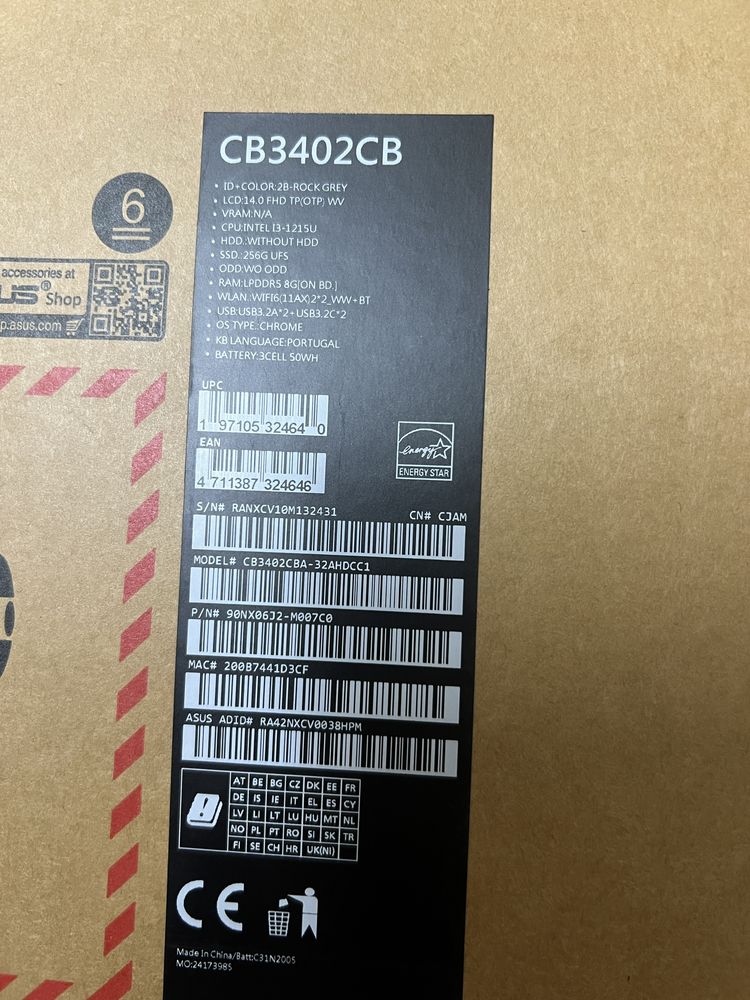 CB3402CB
• ID+COLOR:2B-ROCK GREY
• LCD:14.0 FHD TP(OTP) WV
• VRAM:N/A
• CPU:INTEL I3-1215U
• HDD.:WITHOUT HDD
• SSD.:256G UFS
• ODD:WO ODD
• RAM:LPDDR5 8G[ON BD.]
• WLAN.:WIFI6(11AX)2*2_WW+BT
• USB:USB3.2A*2+USB3.2C*2
• OS TYPE.:CHROME
• KB LANGUAGE:PORTUGAL
• BATTERY:3CELL 50WH
6
accessories at
US® Shop
p.asus.com
UPC
1 97105 32464 0
EAN
4 711387 324646
energy
ENERGY STAR
S/N# RANXCV10M132431 CN# CJAM
MODEL# CB3402CBA-32AHDCC1
P/N# 90NX06J2-M007C0
MAC# 200B7441D3CF
ASUS ADID# RA42NXCV0038HPM
AT BE BG CZ DK EE FR
DE IS IE IT EL ES CY
LV LI LT LU HU MT NL
NO PL PT RO SI SK TR
FI SE CH HR UK(NI)
CE
Made In China/Batt:C31N2005
MO:24173985